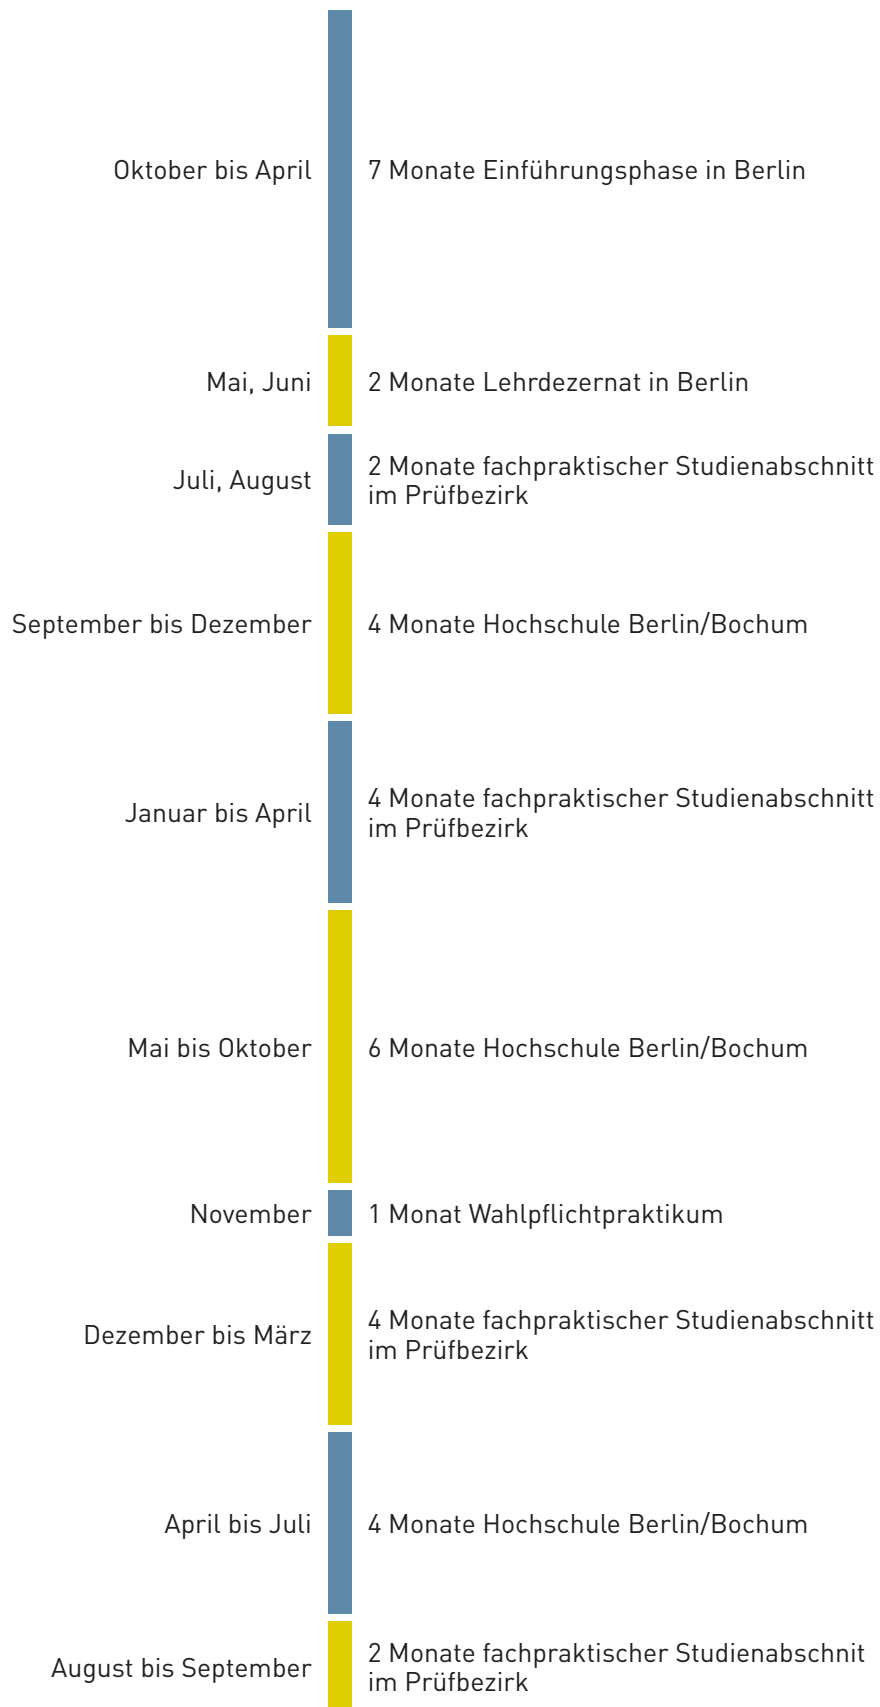 Oktober bis April
7 Monate Einführungsphase in Berlin
Mai, Juni
2 Monate Lehrdezernat in Berlin
Juli, August
2 Monate fachpraktischer Studienabschnitt
im Prüfbezirk
September bis Dezember
4 Monate Hochschule Berlin/Bochum
Januar bis April
4 Monate fachpraktischer Studienabschnitt
im Prüfbezirk
Mai bis Oktober
6 Monate Hochschule Berlin/Bochum
November
1 Monat Wahlpflichtpraktikum
Dezember bis März
4 Monate fachpraktischer Studienabschnitt
im Prüfbezirk
April bis Juli
4 Monate Hochschule Berlin/Bochum
August bis September
2 Monate fachpraktischer Studienabschnit
im Prüfbezirk